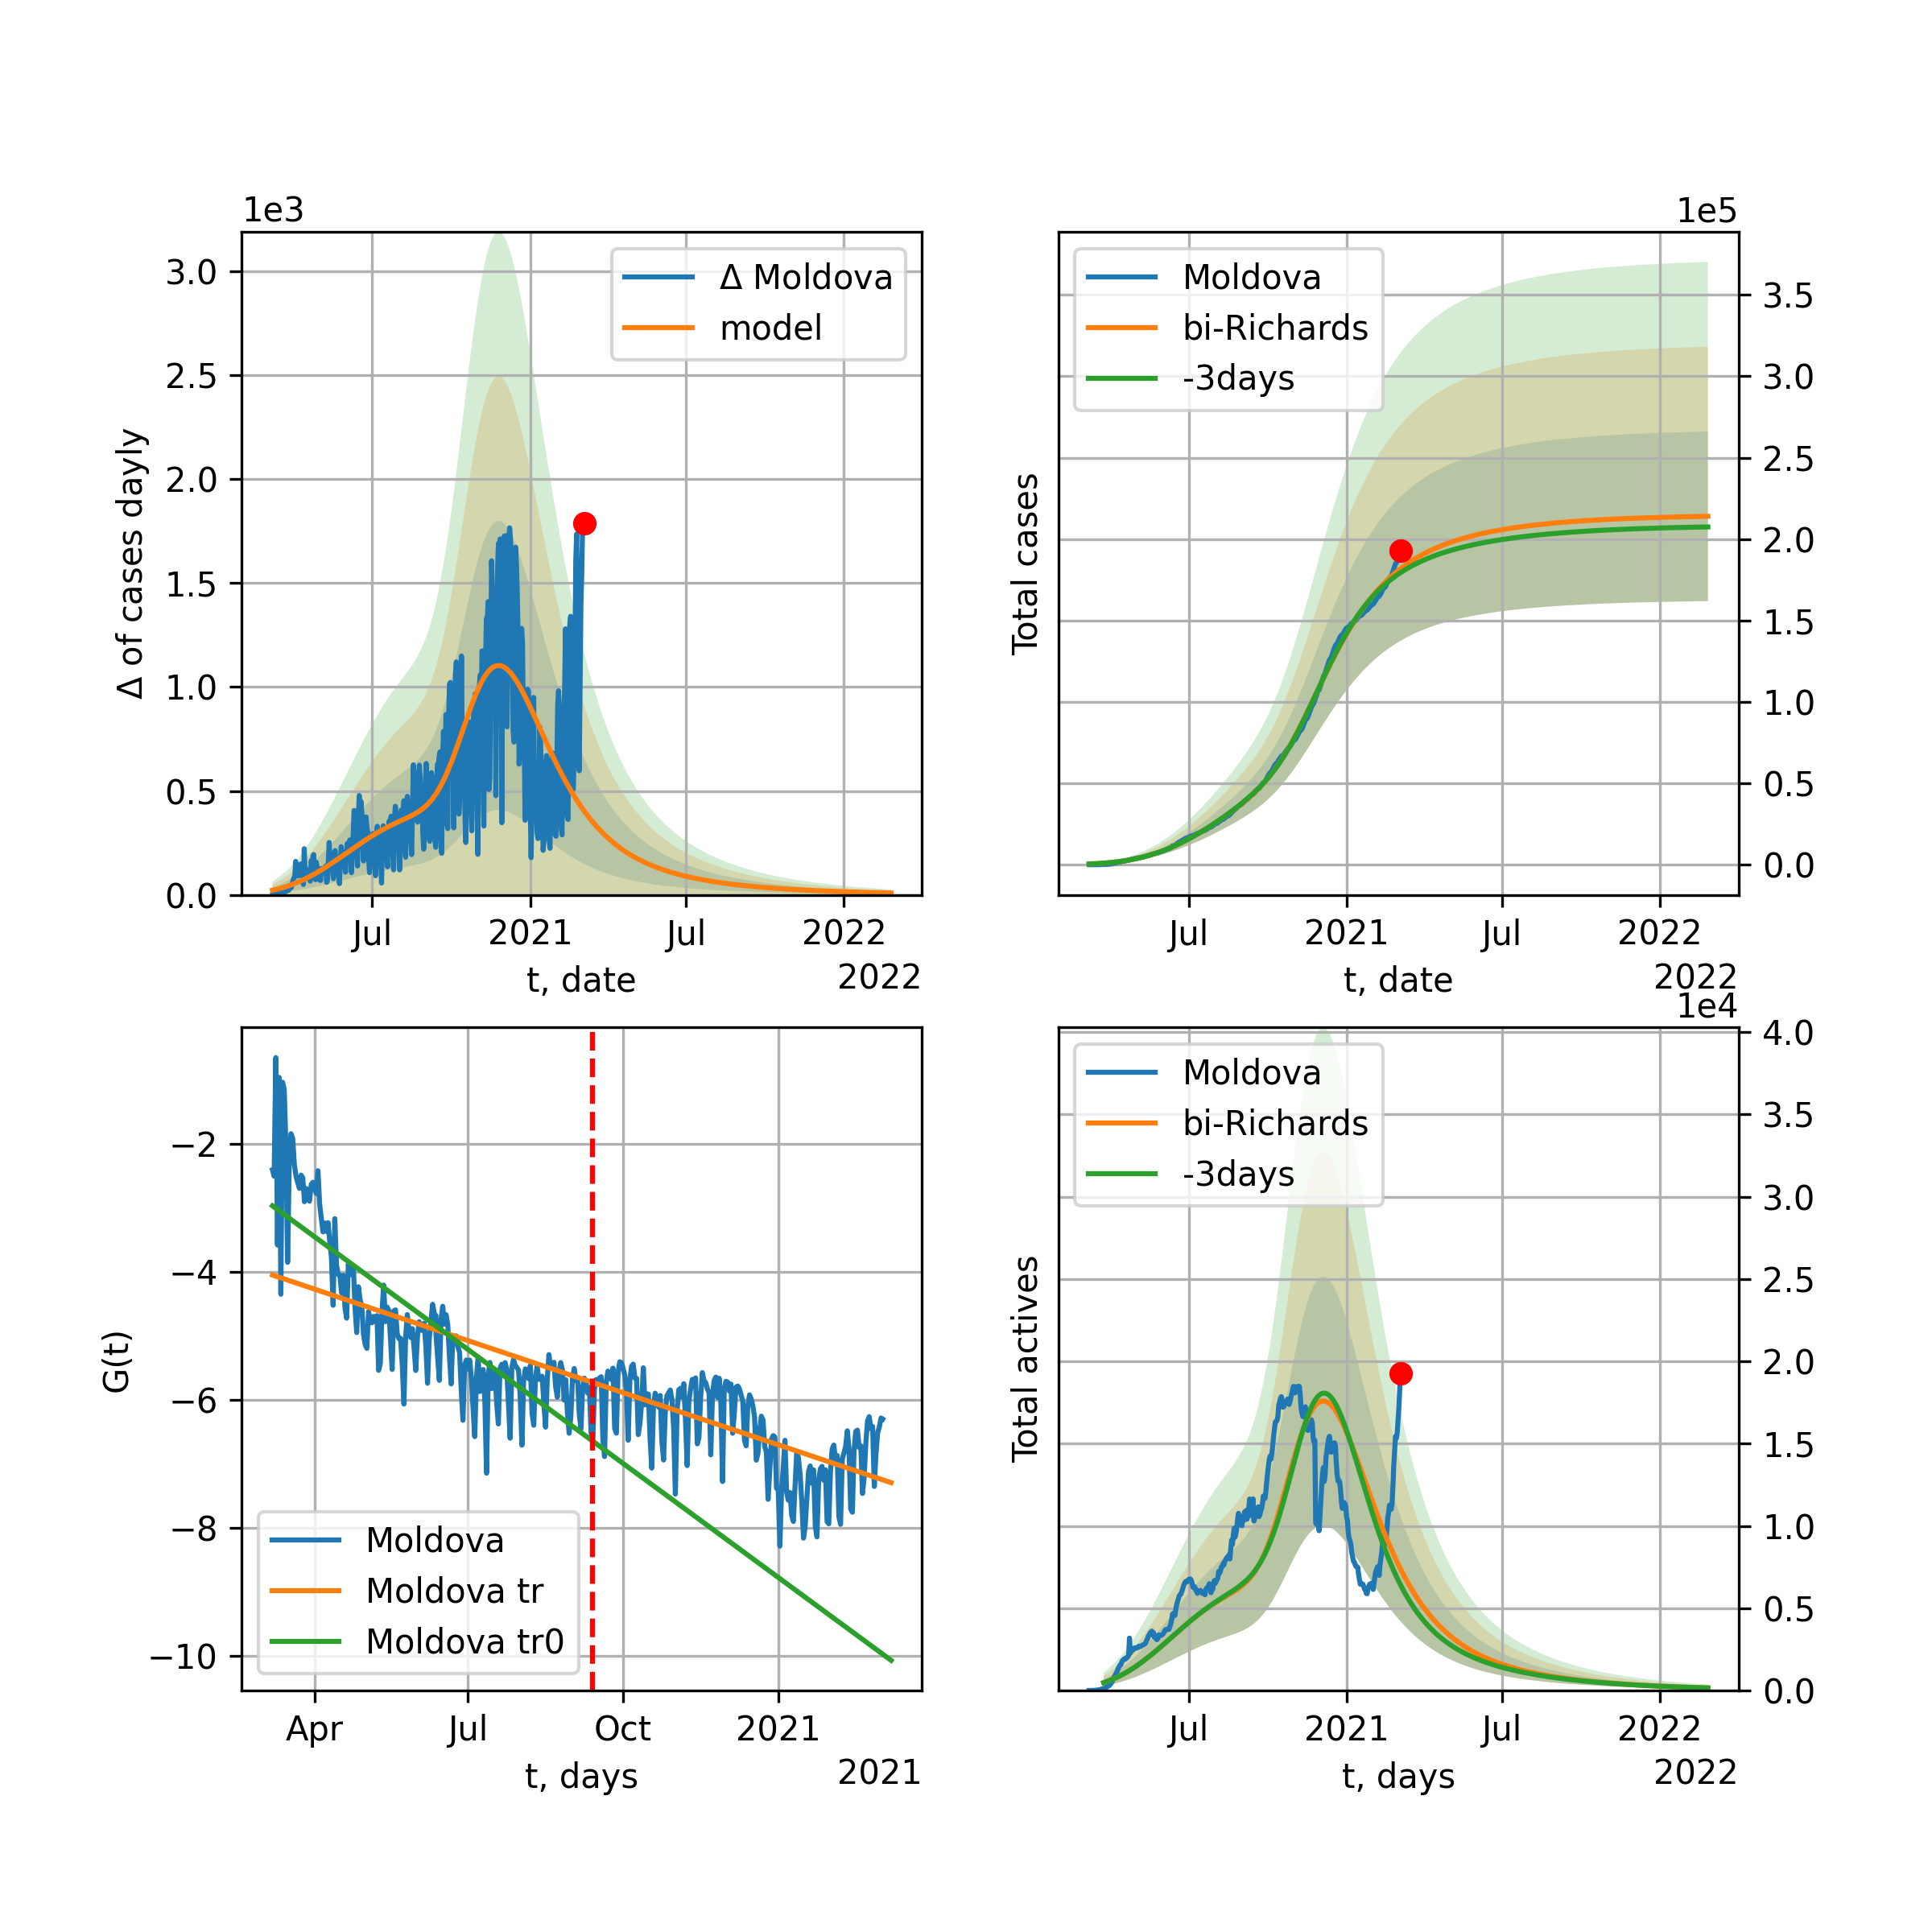 1e3
Δ of cases dayly
3.0
2.5
2.0
1.5
1.0
0.5
0.0
Δ Moldova
model
Jul 2021 Jul 2022
t, date
2022
1e5
Total cases
Moldova
bi-Richards
-3days
3.5
3.0
2.5
2.0
1.5
1.0
0.5
0.0
Jul 2021 Jul 2022
t, date
2022
G(t)
−2
−4
−6
−8
−10
Moldova
Moldova tr
Moldova tr0
Apr Jul Oct 2021
t, days
2021
1e4
Total actives
Moldova
bi-Richards
-3days
4.0
3.5
3.0
2.5
2.0
1.5
1.0
0.5
0.0
Jul 2021 Jul 2022
t, days
2022